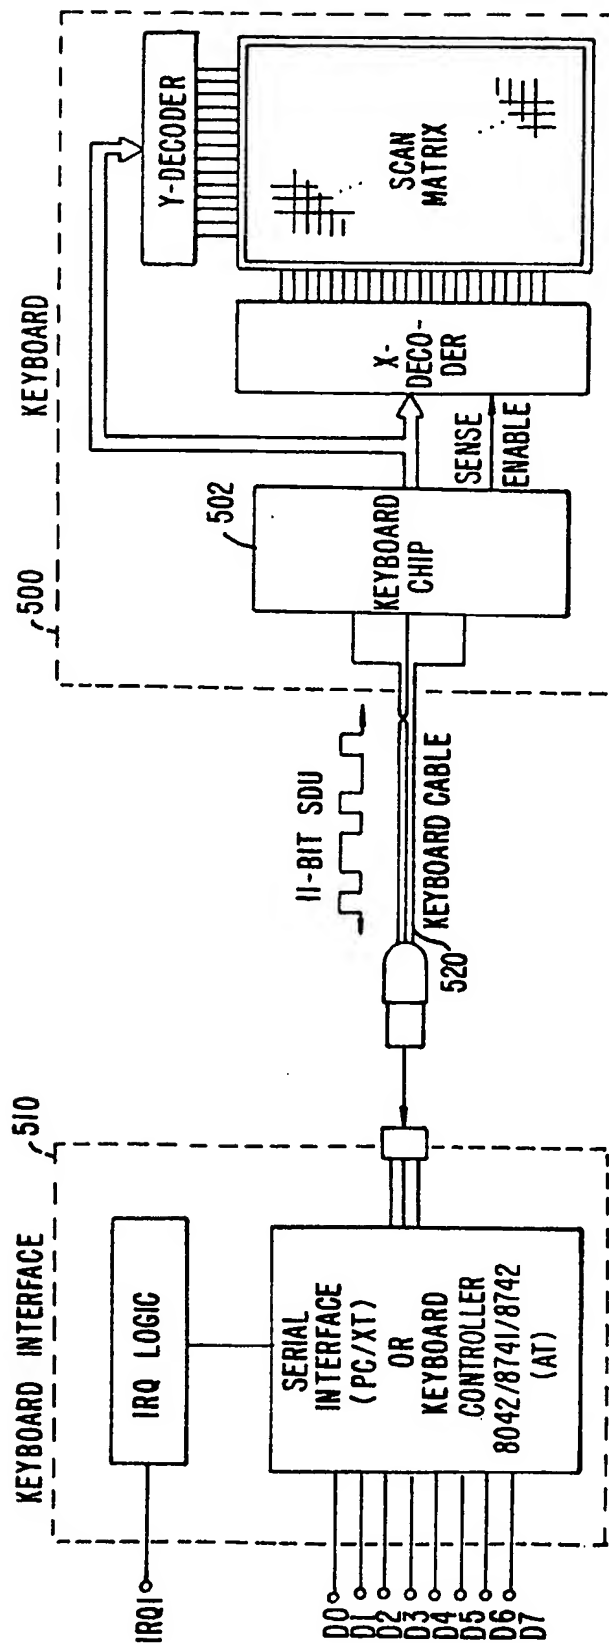 KEYBOARD INTERFACE
510
IRQ LOGIC
IRQ1
SERIAL
INTERFACE
(PC/XT)
OR
KEYBOARD
CONTROLLER
8042/8741/8742
(AT)
D0
D1
D2
D3
D4
D5
D6
D7
11-BIT SDU
KEYBOARD CABLE
520
KEYBOARD
500
502
KEYBOARD
CHIP
SENSE
ENABLE
X-
DECO-
DER
Y-DECODER
SCAN
MATRIX